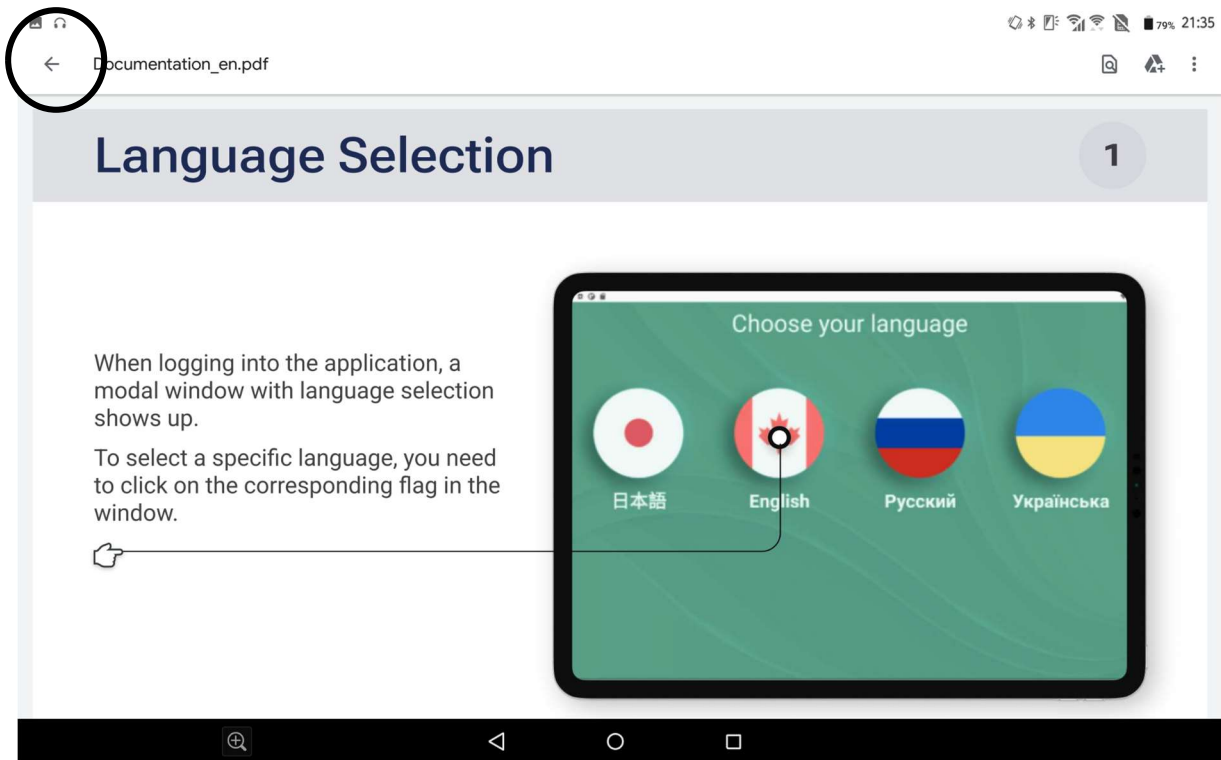 79% 21:35
Documentation_en.pdf
Language Selection
1
When logging into the application, a
modal window with language selection
shows up.
To select a specific language, you need
to click on the corresponding flag in the
window.
Choose your language
日本語 English Русский Українська